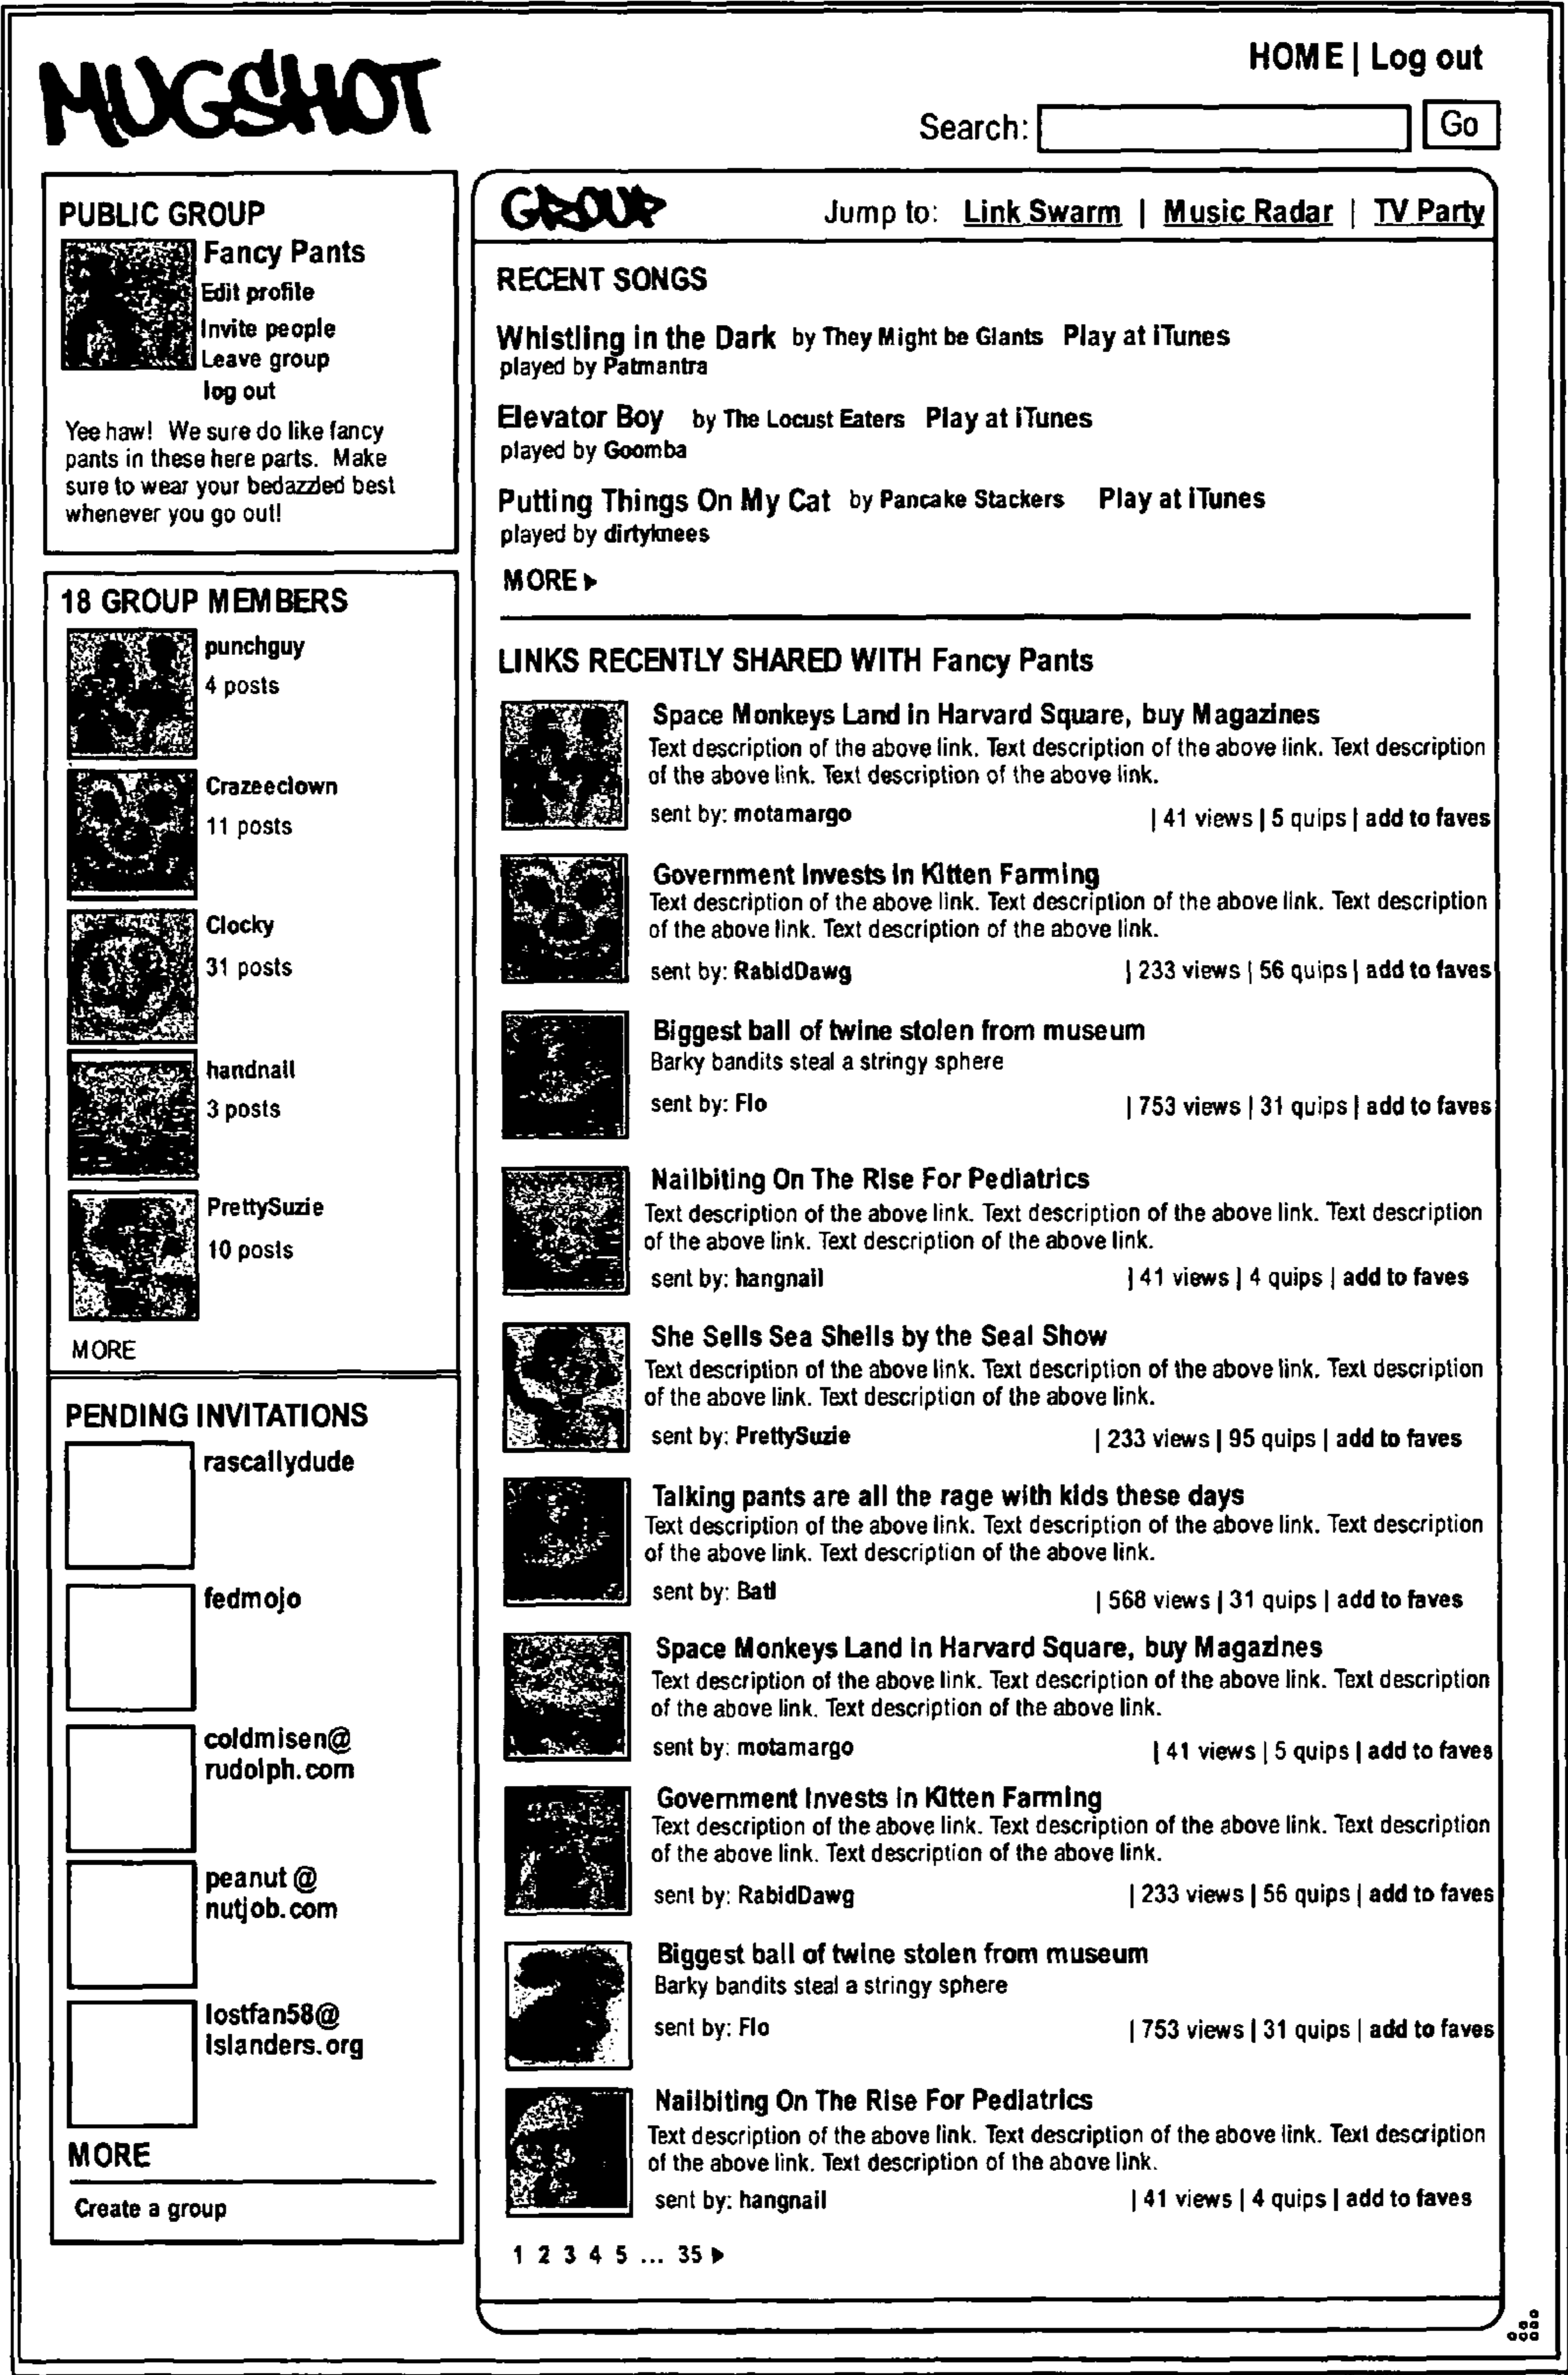 MUGSHOT
HOME | Log out
Search: Go
PUBLIC GROUP
Fancy Pants
Edit profile
Invite people
Leave group
log out
Yee haw! We sure do like fancy
pants in these here parts. Make
sure to wear your bedazzled best
whenever you go out!
18 GROUP MEMBERS
punchguy
4 posts
Crazeeclown
11 posts
Clocky
31 posts
handnail
3 posts
PrettySuzie
10 posts
MORE
PENDING INVITATIONS
rascallydude
fedmojo
coldmisen@
rudolph.com
peanut@
nutjob.com
lostfan58@
Islanders.org
MORE
Create a group
GROUP
Jump to: Link Swarm | Music Radar | TV Party
RECENT SONGS
Whistling in the Dark by They Might be Giants Play at iTunes
played by Patmantra
Elevator Boy by The Locust Eaters Play at iTunes
played by Goomba
Putting Things On My Cat by Pancake Stackers Play at iTunes
played by dirtyknees
MORE
LINKS RECENTLY SHARED WITH Fancy Pants
Space Monkeys Land in Harvard Square, buy Magazines
Text description of the above link. Text description of the above link. Text description
of the above link. Text description of the above link.
sent by: motamargo | 41 views | 5 quips | add to faves
Government Invests in Kitten Farming
Text description of the above link. Text description of the above link. Text description
of the above link. Text description of the above link.
sent by: RabidDawg | 233 views | 56 quips | add to faves
Biggest ball of twine stolen from museum
Barky bandits steal a stringy sphere
sent by: Flo | 753 views | 31 quips | add to faves
Nailbiting On The Rise For Pediatrics
Text description of the above link. Text description of the above link. Text description
of the above link. Text description of the above link.
sent by: hangnail | 41 views | 4 quips | add to faves
She Sells Sea Shells by the Seal Show
Text description of the above link. Text description of the above link. Text description
of the above link. Text description of the above link.
sent by: PrettySuzie | 233 views | 95 quips | add to faves
Talking pants are all the rage with kids these days
Text description of the above link. Text description of the above link. Text description
of the above link. Text description of the above link.
sent by: Batl | 568 views | 31 quips | add to faves
Space Monkeys Land in Harvard Square, buy Magazines
Text description of the above link. Text description of the above link. Text description
of the above link. Text description of the above link.
sent by: motamargo | 41 views | 5 quips | add to faves
Government Invests in Kitten Farming
Text description of the above link. Text description of the above link. Text description
of the above link. Text description of the above link.
sent by: RabidDawg | 233 views | 56 quips | add to faves
Biggest ball of twine stolen from museum
Barky bandits steal a stringy sphere
sent by: Flo | 753 views | 31 quips | add to faves
Nailbiting On The Rise For Pediatrics
Text description of the above link. Text description of the above link. Text description
of the above link. Text description of the above link.
sent by: hangnail | 41 views | 4 quips | add to faves
1 2 3 4 5 ... 35